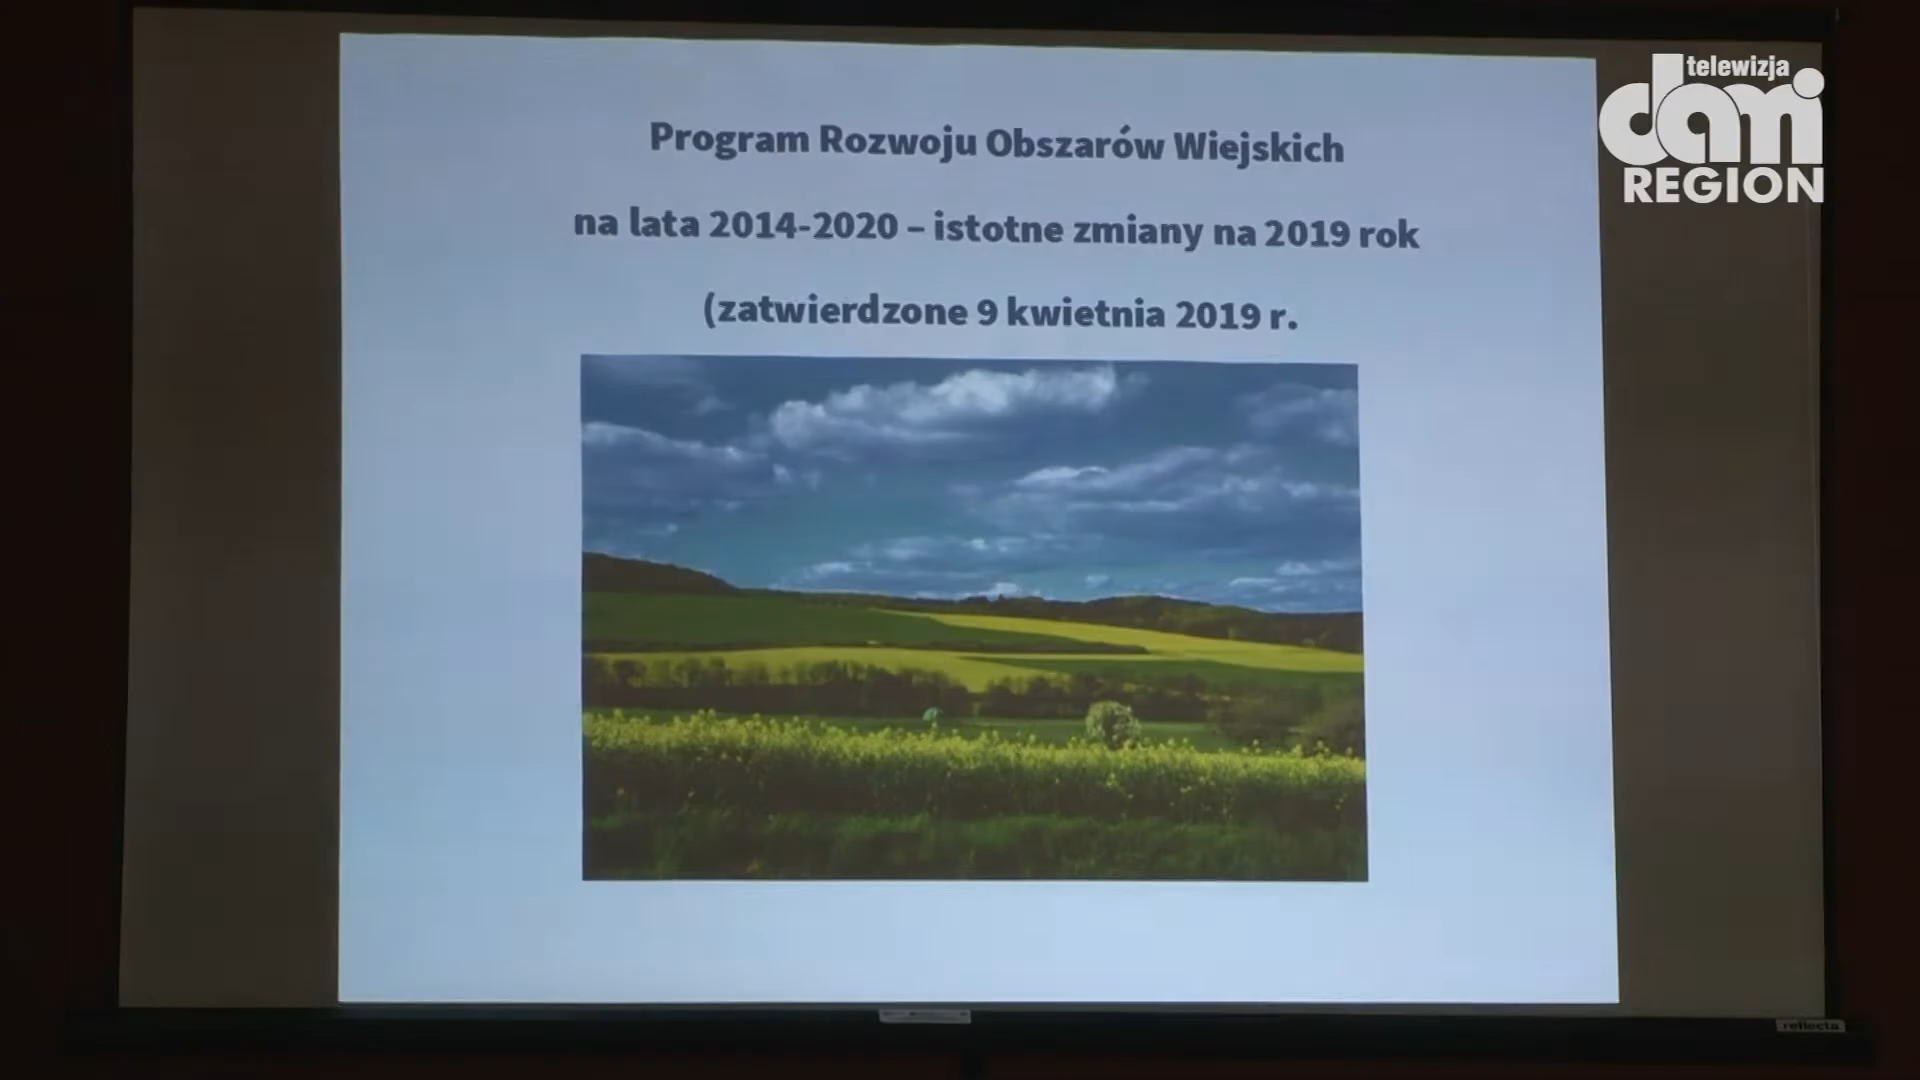 telewizja
dami
REGION
Program Rozwoju Obszarów Wiejskich
na lata 2014-2020 – istotne zmiany na 2019 rok
(zatwierdzone 9 kwietnia 2019 r.
reflecta